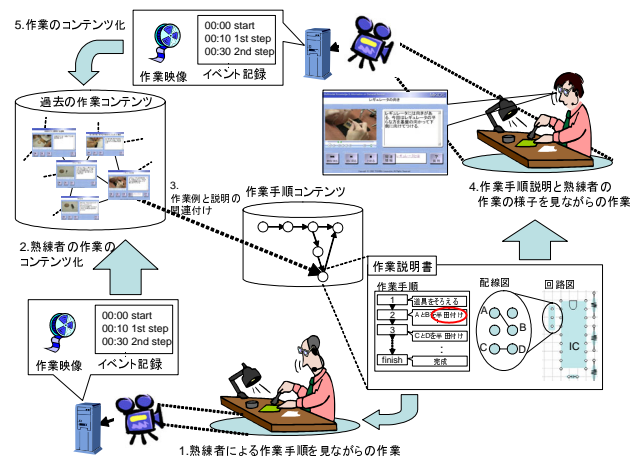 5.作業のコンテンツ化
00:00 start
00:10 1st step
00:30 2nd step
作業映像
イベント記録
過去の作業コンテンツ
レギュレータの向き
3.
作業例と説明の
関連付け
作業手順コンテンツ
4.作業手順説明と熟練者の
作業の様子を見ながらの作業
2.熟練者の作業の
コンテンツ化
作業説明書
作業手順
配線図
回路図
1
道具をそろえる
2
AとBを半田付け
3
CとDを半田付け
:
finish
完成
A
B
C
D
IC
00:00 start
00:10 1st step
00:30 2nd step
作業映像
イベント記録
1.熟練者による作業手順を見ながらの作業